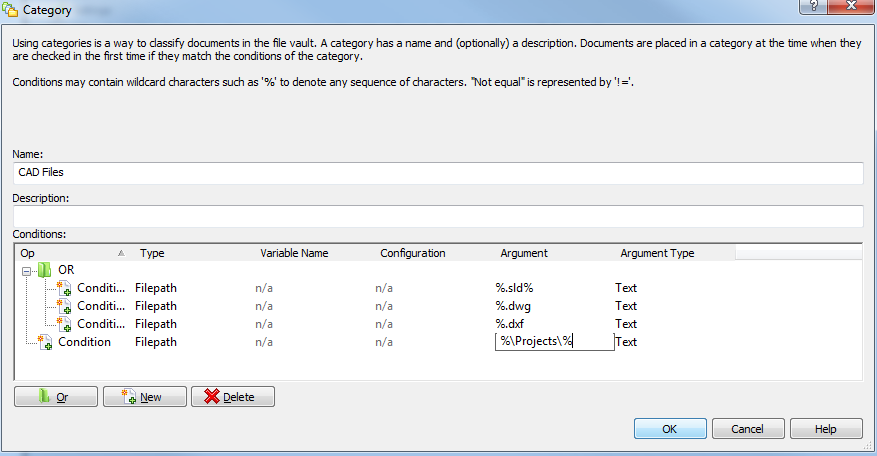 Category
Using categories is a way to classify documents in the file vault. A category has a name and (optionally) a description. Documents are placed in a category at the time when they
are checked in the first time if they match the conditions of the category.
Conditions may contain wildcard characters such as '%' to denote any sequence of characters. "Not equal" is represented by '!='.
Name:
CAD Files
Description:
Conditions:
Op Type Variable Name Configuration Argument Argument Type
OR
Conditi... Filepath n/a n/a %.sld% Text
Conditi... Filepath n/a n/a %.dwg Text
Conditi... Filepath n/a n/a %.dxf Text
Condition Filepath n/a n/a %\Projects\% Text
Or New Delete
OK Cancel Help